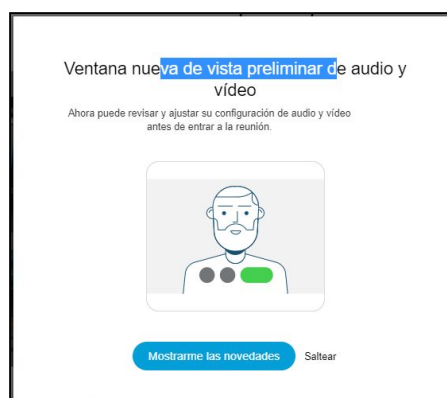 Ventana nueva de vista preliminar de audio y
vídeo
Ahora puede revisar y ajustar su configuración de audio y vídeo
antes de entrar a la reunión.
Mostrarme las novedades
Saltear